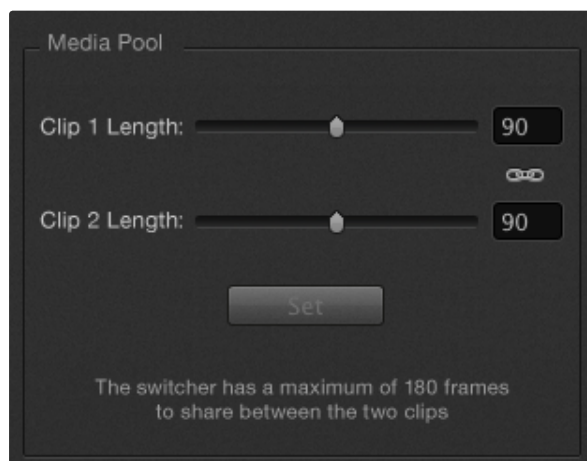 Media Pool
Clip 1 Length: 90
Clip 2 Length: 90
Set
The switcher has a maximum of 180 frames
to share between the two clips